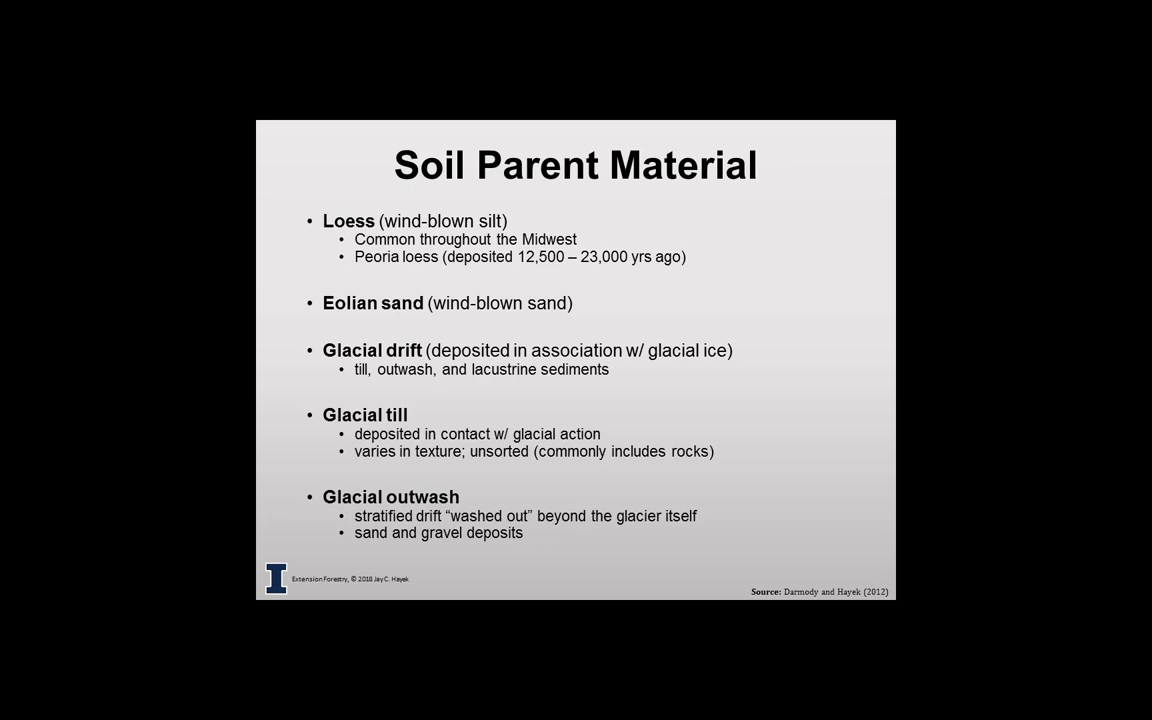 Soil Parent Material
• Loess (wind-blown silt)
• Common throughout the Midwest
• Peoria loess (deposited 12,500 – 23,000 yrs ago)
• Eolian sand (wind-blown sand)
• Glacial drift (deposited in association w/ glacial ice)
• till, outwash, and lacustrine sediments
• Glacial till
• deposited in contact w/ glacial action
• varies in texture; unsorted (commonly includes rocks)
• Glacial outwash
• stratified drift “washed out” beyond the glacier itself
• sand and gravel deposits
I Extension Forestry, © 2018 Jay C. Hayek
Source: Darmody and Hayek (2012)